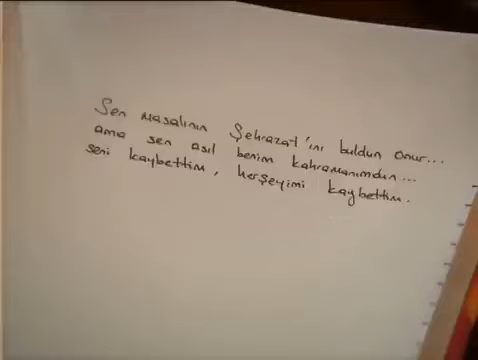 Sen masalının Şehrazat'ını buldun Onur...
ama sen asıl benim kahramanımdın...
seni kaybettim, herşeyimi kaybettim.